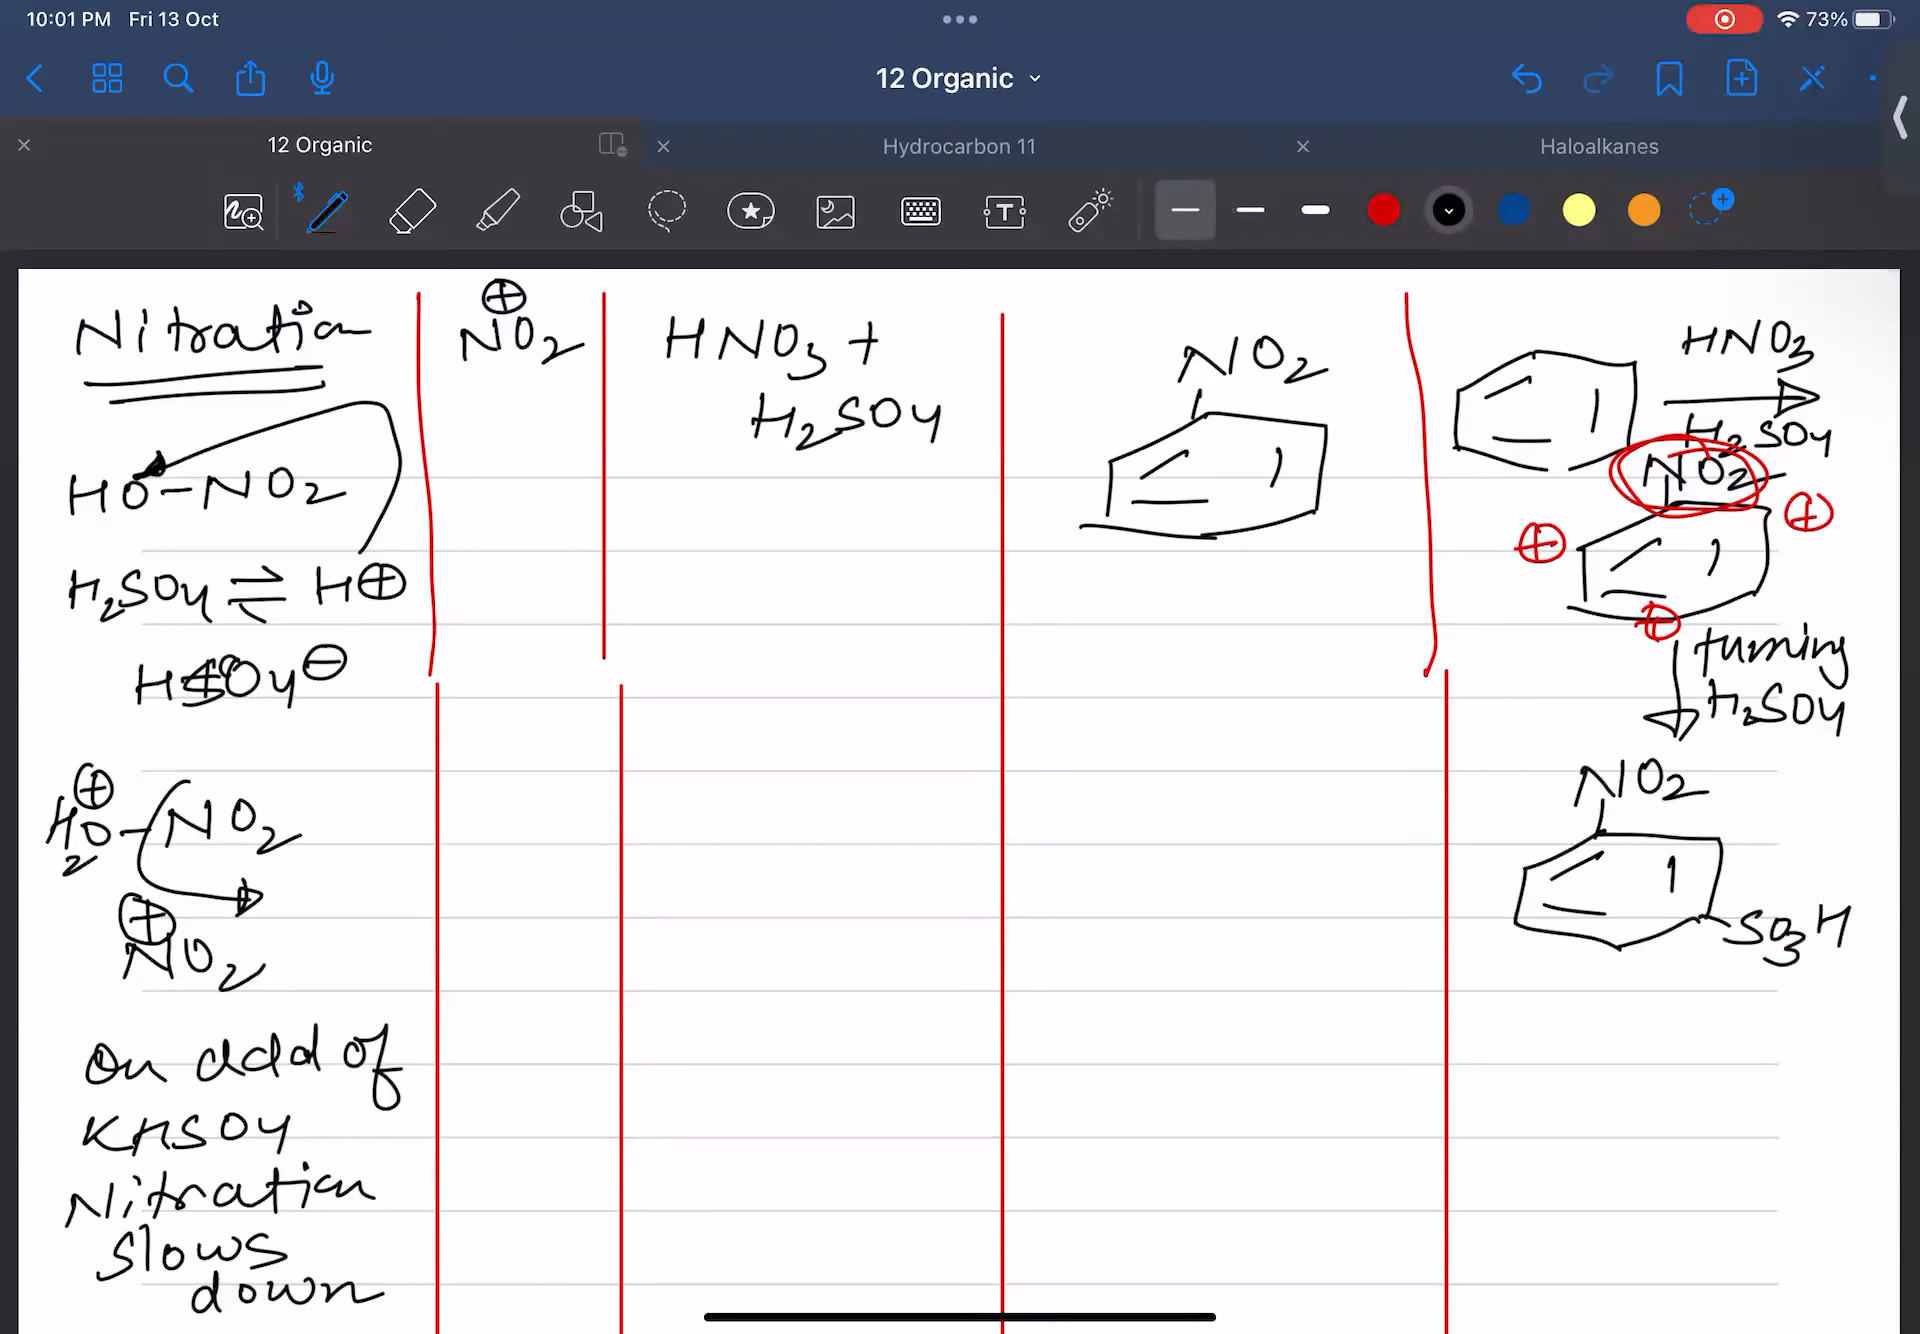 10:01 PM Fri 13 Oct
73%
12 Organic
12 Organic
Hydrocarbon 11
Haloalkanes
Nitration
HO-NO2
H2SO4 ⇌ H⊕
HSO4⊖
⊕
H2O-NO2
⊕
NO2
On add of
KHSO4
Nitration
slows
down
⊕
NO2
HNO3 +
H2SO4
NO2
HNO3
H2SO4
NO2
⊕
⊕
⊕
fuming
H2SO4
NO2
SO3H